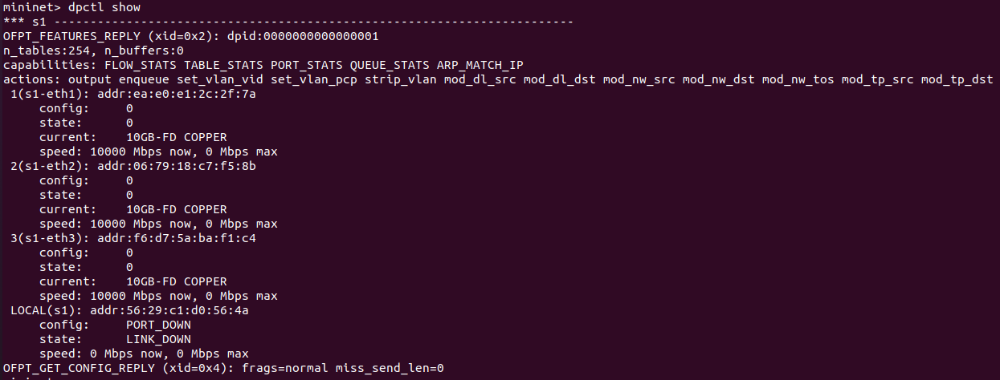 mininet> dpctl show
*** s1 ------------------------------------------------------------------------
OFPT_FEATURES_REPLY (xid=0x2): dpid:0000000000000001
n_tables:254, n_buffers:0
capabilities: FLOW_STATS TABLE_STATS PORT_STATS QUEUE_STATS ARP_MATCH_IP
actions: output enqueue set_vlan_vid set_vlan_pcp strip_vlan mod_dl_src mod_dl_dst mod_nw_src mod_nw_dst mod_nw_tos mod_tp_src mod_tp_dst
 1(s1-eth1): addr:ea:e0:e1:2c:2f:7a
     config:     0
     state:      0
     current:    10GB-FD COPPER
     speed: 10000 Mbps now, 0 Mbps max
 2(s1-eth2): addr:06:79:18:c7:f5:8b
     config:     0
     state:      0
     current:    10GB-FD COPPER
     speed: 10000 Mbps now, 0 Mbps max
 3(s1-eth3): addr:f6:d7:5a:ba:f1:c4
     config:     0
     state:      0
     current:    10GB-FD COPPER
     speed: 10000 Mbps now, 0 Mbps max
 LOCAL(s1): addr:56:29:c1:d0:56:4a
     config:     PORT_DOWN
     state:      LINK_DOWN
     speed: 0 Mbps now, 0 Mbps max
OFPT_GET_CONFIG_REPLY (xid=0x4): frags=normal miss_send_len=0